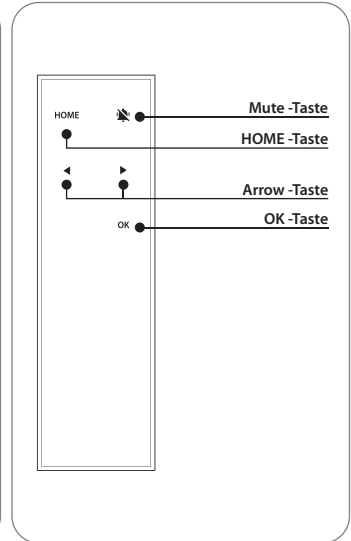 HOME
Mute -Taste
HOME -Taste
◀ ▶
Arrow -Taste
OK
OK -Taste